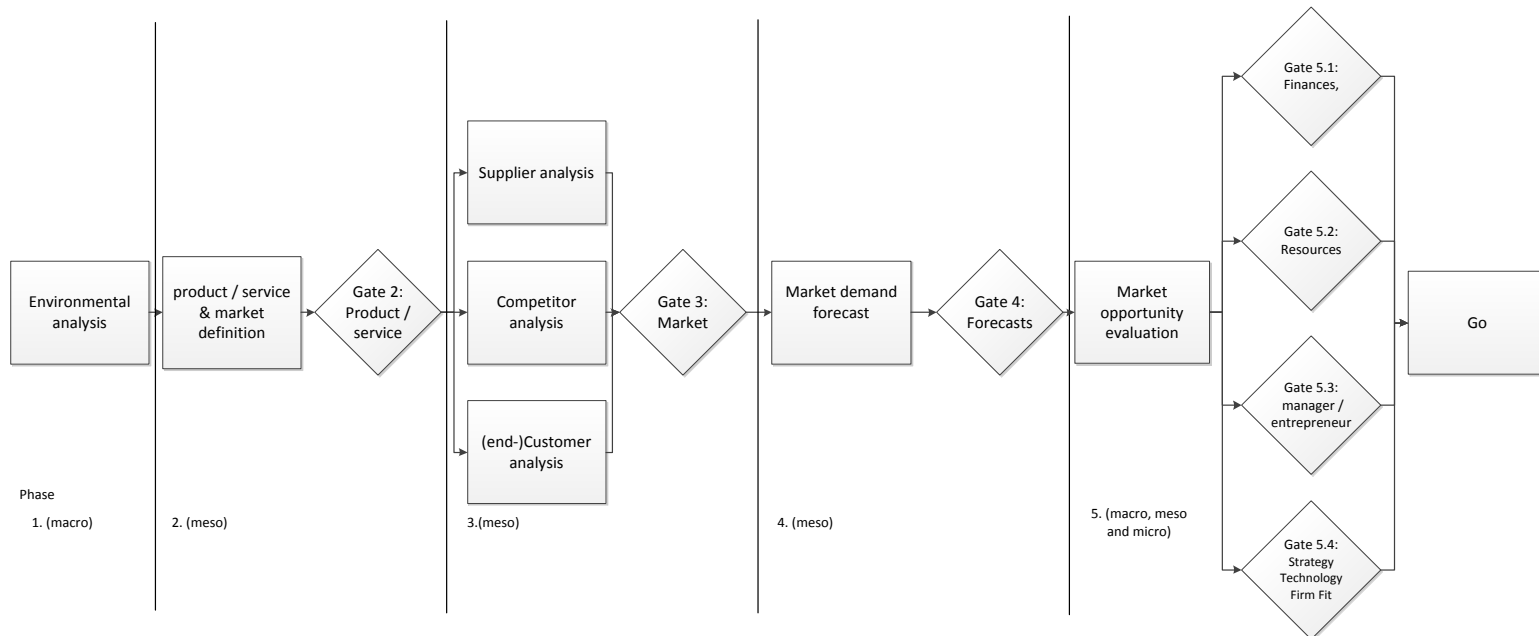 Environmental
analysis
product / service
& market
definition
Gate 2:
Product /
service
Supplier analysis
Competitor
analysis
(end-)Customer
analysis
Gate 3:
Market
Market demand
forecast
Gate 4:
Forecasts
Market
opportunity
evaluation
Gate 5.1:
Finances,
Gate 5.2:
Resources
Gate 5.3:
manager /
entrepreneur
Gate 5.4:
Strategy
Technology
Firm Fit
Go
Phase
1. (macro)
2. (meso)
3.(meso)
4. (meso)
5. (macro, meso
and micro)